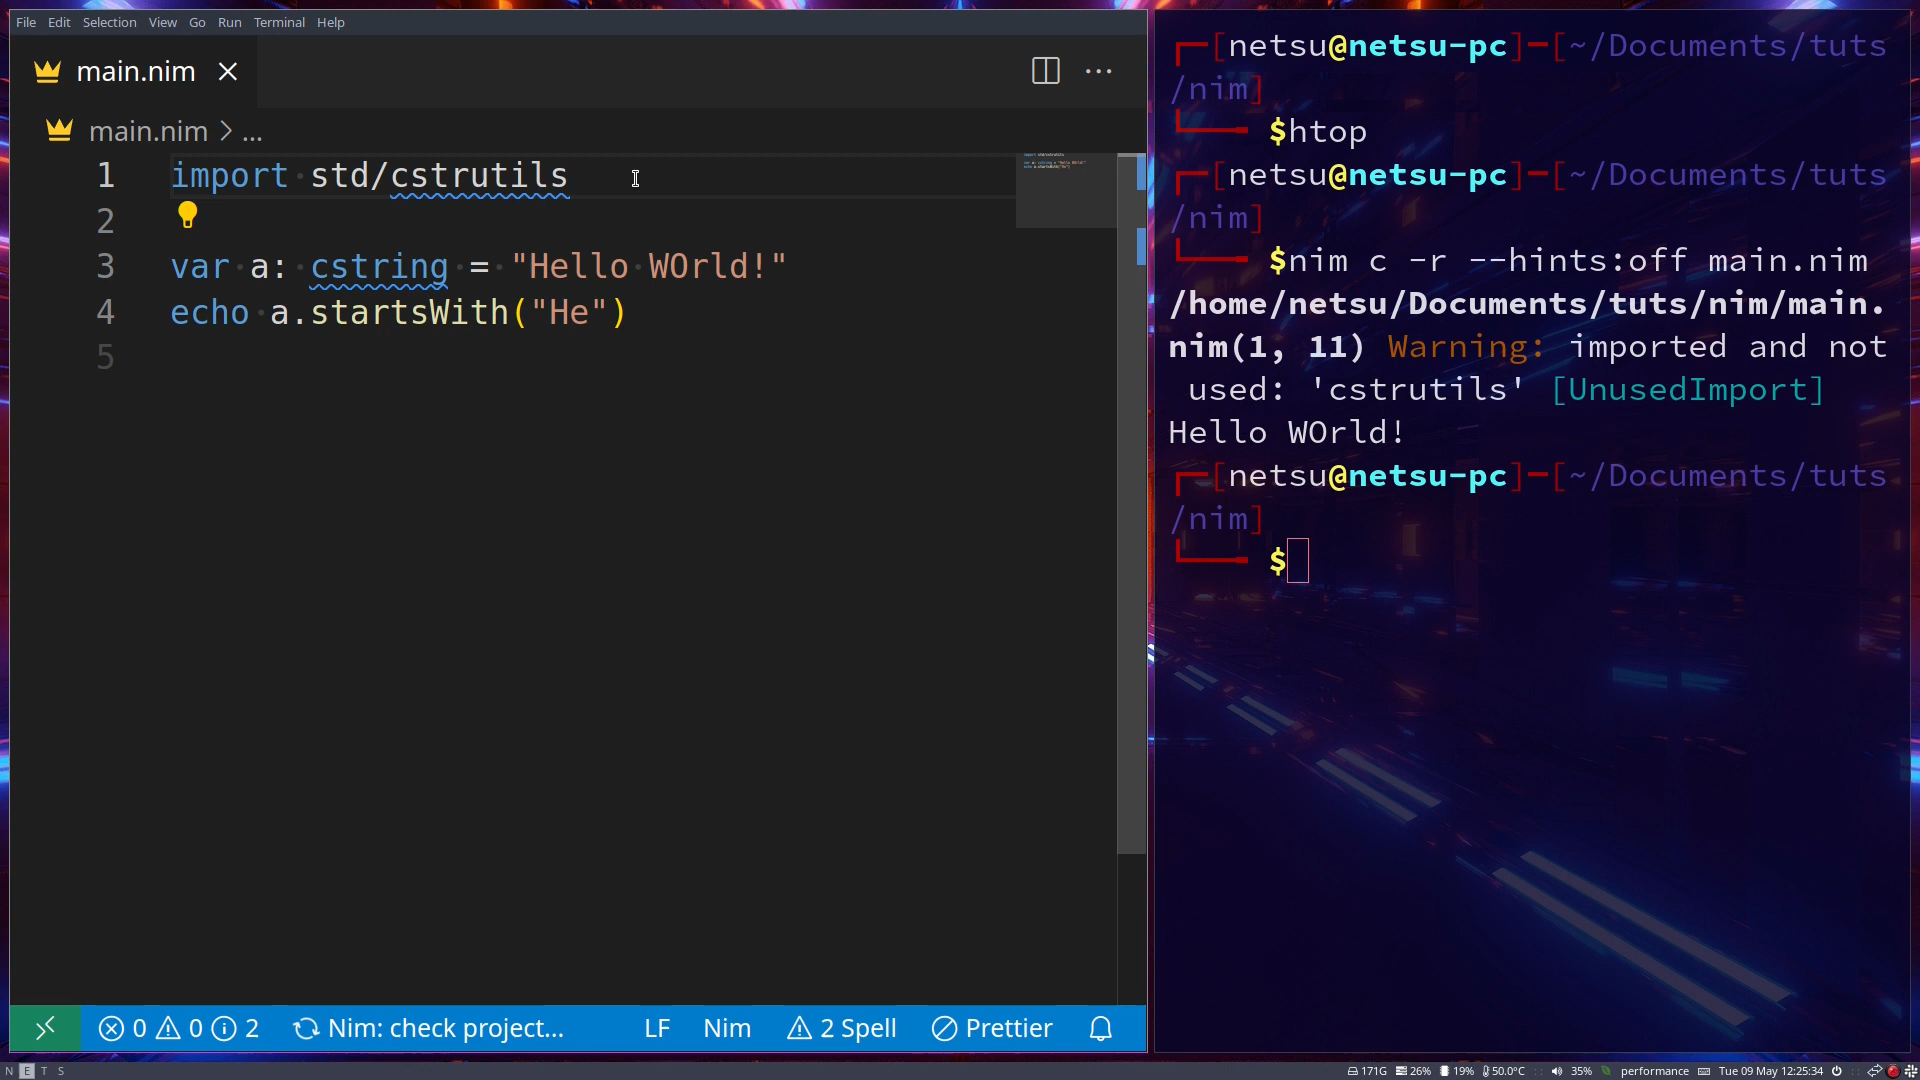 File Edit Selection View Go Run Terminal Help
main.nim
main.nim > ...
1 import std/cstrutils
2
3 var a: cstring = "Hello WOrld!"
4 echo a.startsWith("He")
5
0 0 2 Nim: check project... LF Nim 2 Spell Prettier
[netsu@netsu-pc]-[~/Documents/tuts
/nim]
$htop
[netsu@netsu-pc]-[~/Documents/tuts
/nim]
$nim c -r --hints:off main.nim
/home/netsu/Documents/tuts/nim/main.
nim(1, 11) Warning: imported and not
used: 'cstrutils' [UnusedImport]
Hello WOrld!
[netsu@netsu-pc]-[~/Documents/tuts
/nim]
$
N E T S 171G 26% 19% 50.0°C 35% performance Tue 09 May 12:25:34